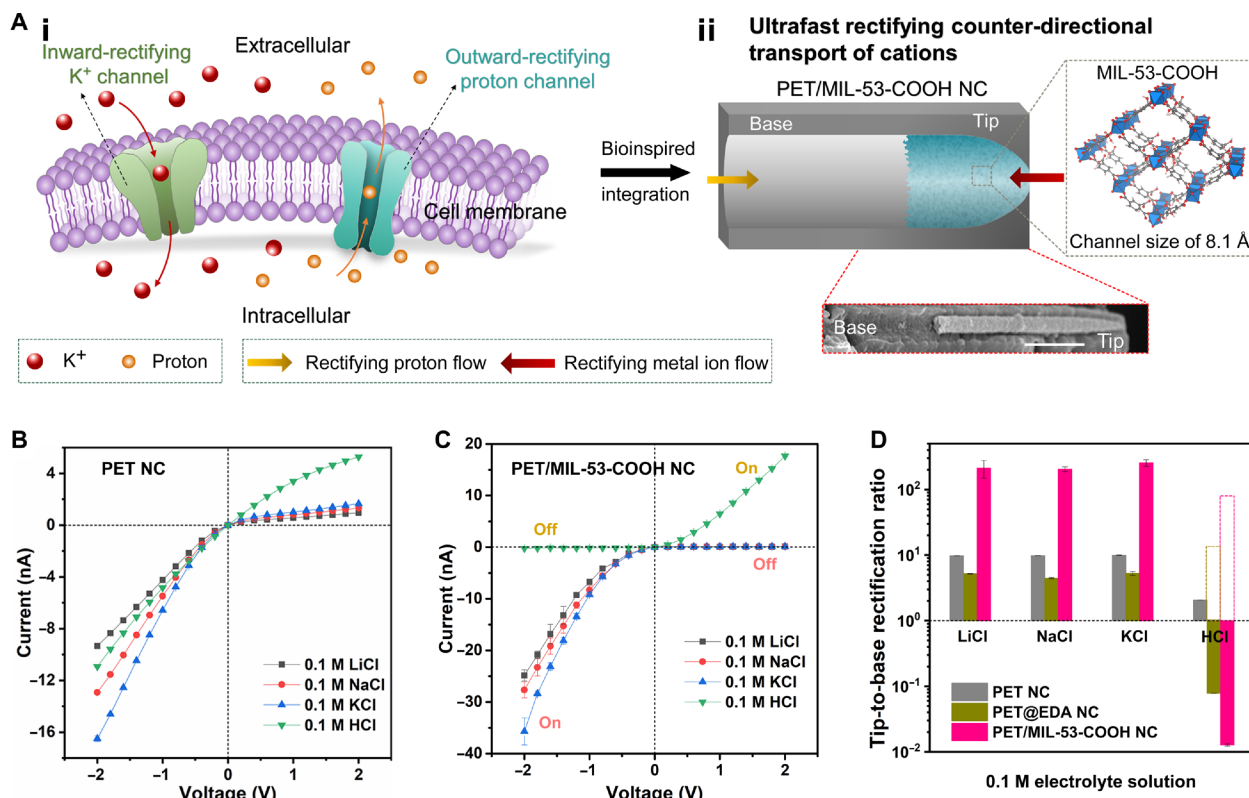 A
i
Extracellular
Inward-rectifying
K⁺ channel
Outward-rectifying
proton channel
Cell membrane
Intracellular
K⁺
Proton
Rectifying proton flow
Rectifying metal ion flow
Bioinspired
integration
ii
Ultrafast rectifying counter-directional
transport of cations
PET/MIL-53-COOH NC
Base
Tip
MIL-53-COOH
Channel size of 8.1 Å
Base
Tip
B
PET NC
Current (nA)
4
0
−4
−8
−12
−16
0.1 M LiCl
0.1 M NaCl
0.1 M KCl
0.1 M HCl
−2
−1
0
1
2
Voltage (V)
C
PET/MIL-53-COOH NC
Current (nA)
20
10
0
−10
−20
−30
−40
On
Off
Off
On
0.1 M LiCl
0.1 M NaCl
0.1 M KCl
0.1 M HCl
−2
−1
0
1
2
Voltage (V)
D
Tip-to-base rectification ratio
10²
10¹
10⁰
10⁻¹
10⁻²
LiCl
NaCl
KCl
HCl
PET NC
PET@EDA NC
PET/MIL-53-COOH NC
0.1 M electrolyte solution